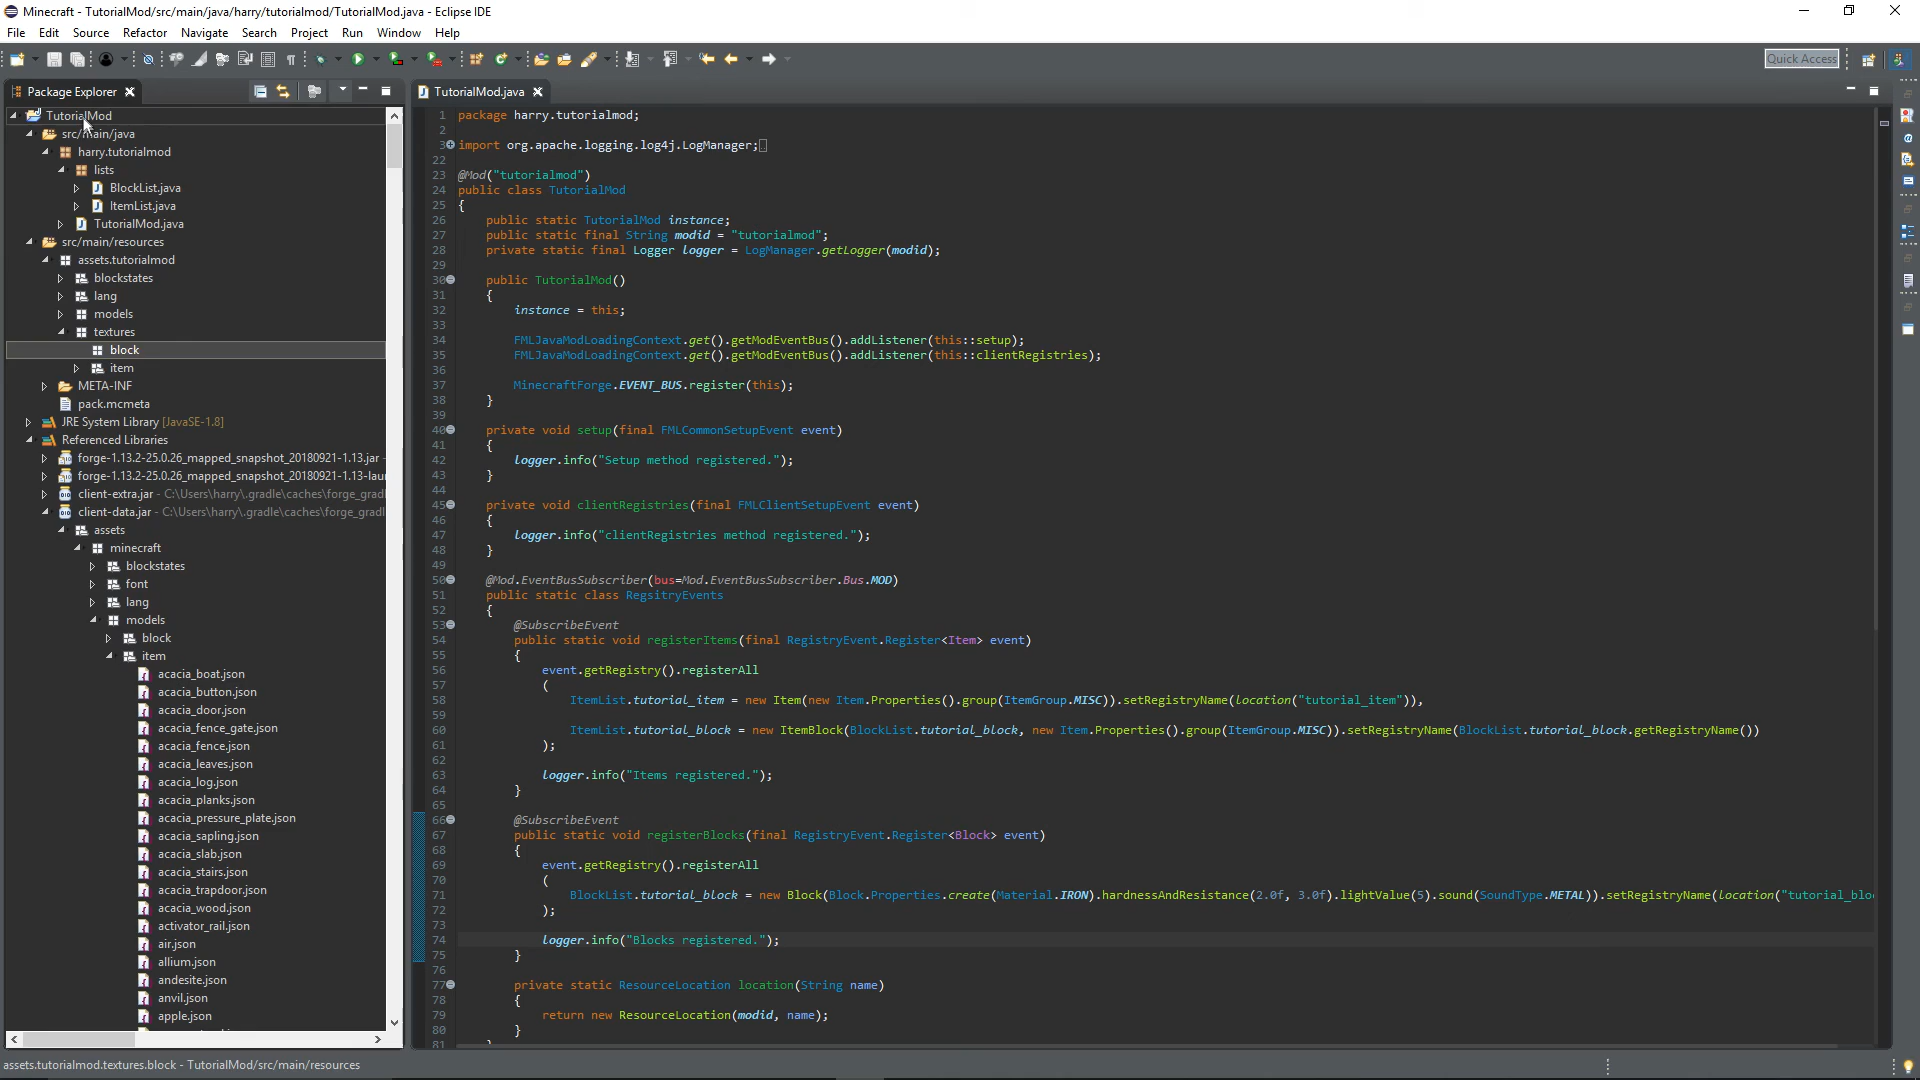 Minecraft - TutorialMod/src/main/java/harry/tutorialmod/TutorialMod.java - Eclipse IDE
File Edit Source Refactor Navigate Search Project Run Window Help
Quick Access
Package Explorer
TutorialMod
src/main/java
harry.tutorialmod
lists
BlockList.java
ItemList.java
TutorialMod.java
src/main/resources
assets.tutorialmod
blockstates
lang
models
textures
block
item
META-INF
pack.mcmeta
JRE System Library [JavaSE-1.8]
Referenced Libraries
forge-1.13.2-25.0.26_mapped_snapshot_20180921-1.13.jar -
forge-1.13.2-25.0.26_mapped_snapshot_20180921-1.13-lau
client-extra.jar - C:\Users\harry\.gradle\caches\forge_gradl
client-data.jar - C:\Users\harry\.gradle\caches\forge_gradl
assets
minecraft
blockstates
font
lang
models
block
item
acacia_boat.json
acacia_button.json
acacia_door.json
acacia_fence_gate.json
acacia_fence.json
acacia_leaves.json
acacia_log.json
acacia_planks.json
acacia_pressure_plate.json
acacia_sapling.json
acacia_slab.json
acacia_stairs.json
acacia_trapdoor.json
acacia_wood.json
activator_rail.json
air.json
allium.json
andesite.json
anvil.json
apple.json
TutorialMod.java
1 package harry.tutorialmod;
2
3 import org.apache.logging.log4j.LogManager;
22
23 @Mod("tutorialmod")
24 public class TutorialMod
25 {
26 public static TutorialMod instance;
27 public static final String modid = "tutorialmod";
28 private static final Logger logger = LogManager.getLogger(modid);
29
30 public TutorialMod()
31 {
32 instance = this;
33
34 FMLJavaModLoadingContext.get().getModEventBus().addListener(this::setup);
35 FMLJavaModLoadingContext.get().getModEventBus().addListener(this::clientRegistries);
36
37 MinecraftForge.EVENT_BUS.register(this);
38 }
39
40 private void setup(final FMLCommonSetupEvent event)
41 {
42 logger.info("Setup method registered.");
43 }
44
45 private void clientRegistries(final FMLClientSetupEvent event)
46 {
47 logger.info("clientRegistries method registered.");
48 }
49
50 @Mod.EventBusSubscriber(bus=Mod.EventBusSubscriber.Bus.MOD)
51 public static class RegsitryEvents
52 {
53 @SubscribeEvent
54 public static void registerItems(final RegistryEvent.Register<Item> event)
55 {
56 event.getRegistry().registerAll
57 (
58 ItemList.tutorial_item = new Item(new Item.Properties().group(ItemGroup.MISC)).setRegistryName(location("tutorial_item")),
59
60 ItemList.tutorial_block = new ItemBlock(BlockList.tutorial_block, new Item.Properties().group(ItemGroup.MISC)).setRegistryName(BlockList.tutorial_block.getRegistryName())
61 );
62
63 logger.info("Items registered.");
64 }
65
66 @SubscribeEvent
67 public static void registerBlocks(final RegistryEvent.Register<Block> event)
68 {
69 event.getRegistry().registerAll
70 (
71 BlockList.tutorial_block = new Block(Block.Properties.create(Material.IRON).hardnessAndResistance(2.0f, 3.0f).lightValue(5).sound(SoundType.METAL)).setRegistryName(location("tutorial_blo
72 );
73
74 logger.info("Blocks registered.");
75 }
76
77 private static ResourceLocation location(String name)
78 {
79 return new ResourceLocation(modid, name);
80 }
81
assets.tutorialmod.textures.block - TutorialMod/src/main/resources